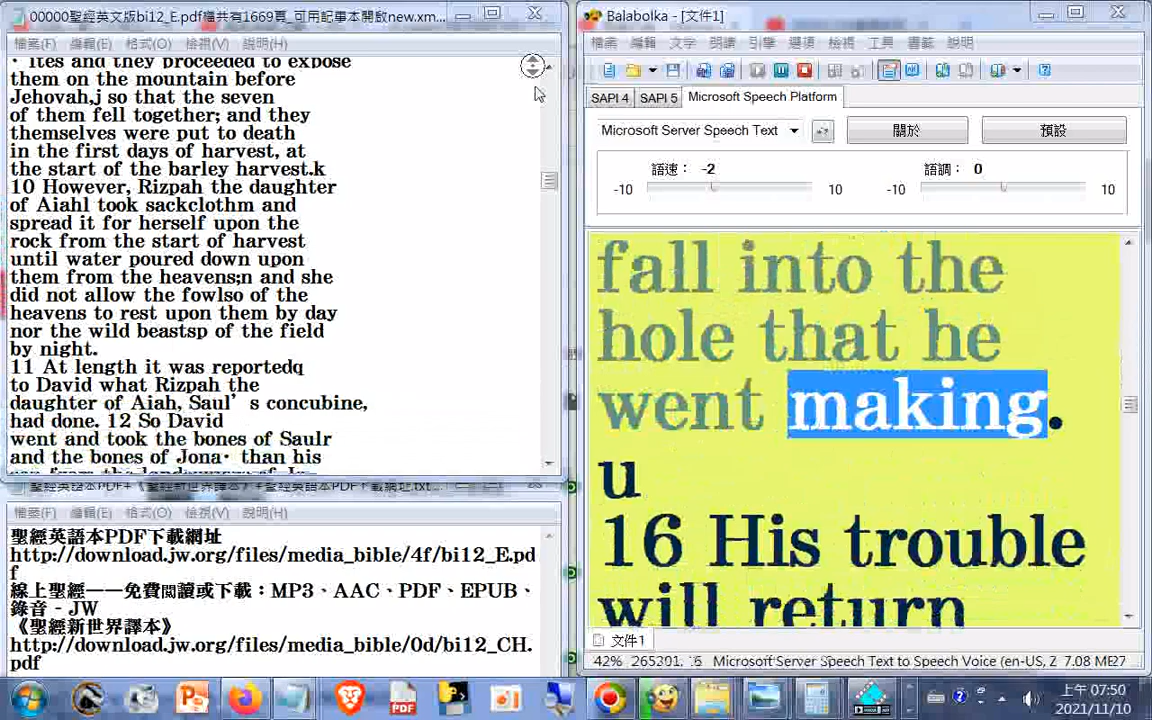 00000聖經英文版bi12_E.pdf檔共有1669頁_可用記事本開啟new.xm...
檔案(F) 編輯(E) 格式(O) 檢視(V) 說明(H)
· ites and they proceeded to expose
them on the mountain before
Jehovah,j so that the seven
of them fell together; and they
themselves were put to death
in the first days of harvest, at
the start of the barley harvest.k
10 However, Rizpah the daughter
of Aiahl took sackclothm and
spread it for herself upon the
rock from the start of harvest
until water poured down upon
them from the heavens;n and she
did not allow the fowlso of the
heavens to rest upon them by day
nor the wild beastsp of the field
by night.
11 At length it was reportedq
to David what Rizpah the
daughter of Aiah, Saul’s concubine,
had done. 12 So David
went and took the bones of Saulr
and the bones of Jona· than his
聖經英語本PDF+《聖經新世界譯本》+聖經英語本PDF下載網址.txt...
檔案(F) 編輯(E) 格式(O) 檢視(V) 說明(H)
聖經英語本PDF下載網址
http://download.jw.org/files/media_bible/4f/bi12_E.pd
f
線上聖經——免費閱讀或下載：MP3、AAC、PDF、EPUB、
錄音 - JW
《聖經新世界譯本》
http://download.jw.org/files/media_bible/0d/bi12_CH.
pdf
Balabolka - [文件1]
檔案 編輯 文字 朗讀 引擎 選項 檢視 工具 書籤 說明
SAPI 4 SAPI 5 Microsoft Speech Platform
Microsoft Server Speech Text 關於 預設
語速： -2 語調： 0
-10 10 -10 10
fall into the
hole that he
went making.
u
16 His trouble
will return
文件1
42% 265201, 16 Microsoft Server Speech Text to Speech Voice (en-US, Z 7.08 ME27
上午 07:50
2021/11/10